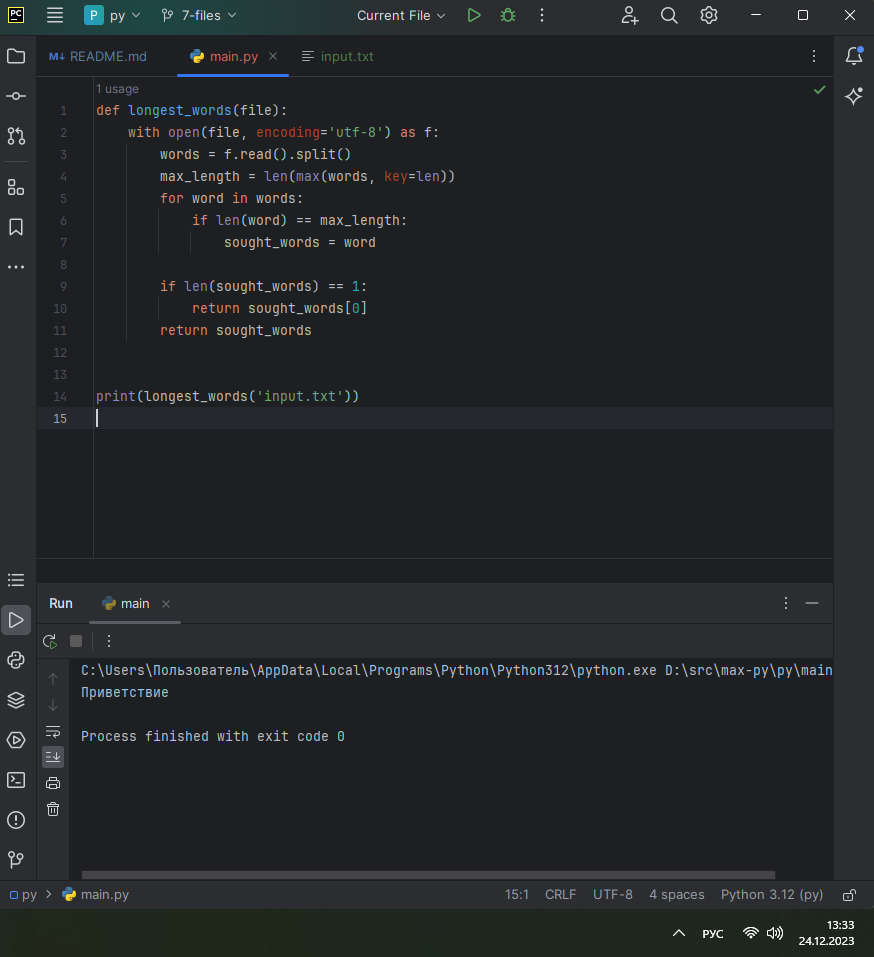 PC P py 7-files Current File
M↓ README.md main.py input.txt
1 usage
1 def longest_words(file):
2 with open(file, encoding='utf-8') as f:
3 words = f.read().split()
4 max_length = len(max(words, key=len))
5 for word in words:
6 if len(word) == max_length:
7 sought_words = word
8
9 if len(sought_words) == 1:
10 return sought_words[0]
11 return sought_words
12
13
14 print(longest_words('input.txt'))
15
Run main
C:\Users\Пользователь\AppData\Local\Programs\Python\Python312\python.exe D:\src\max-py\py\main
Приветствие
Process finished with exit code 0
py main.py 15:1 CRLF UTF-8 4 spaces Python 3.12 (py)
РУС 13:33
24.12.2023